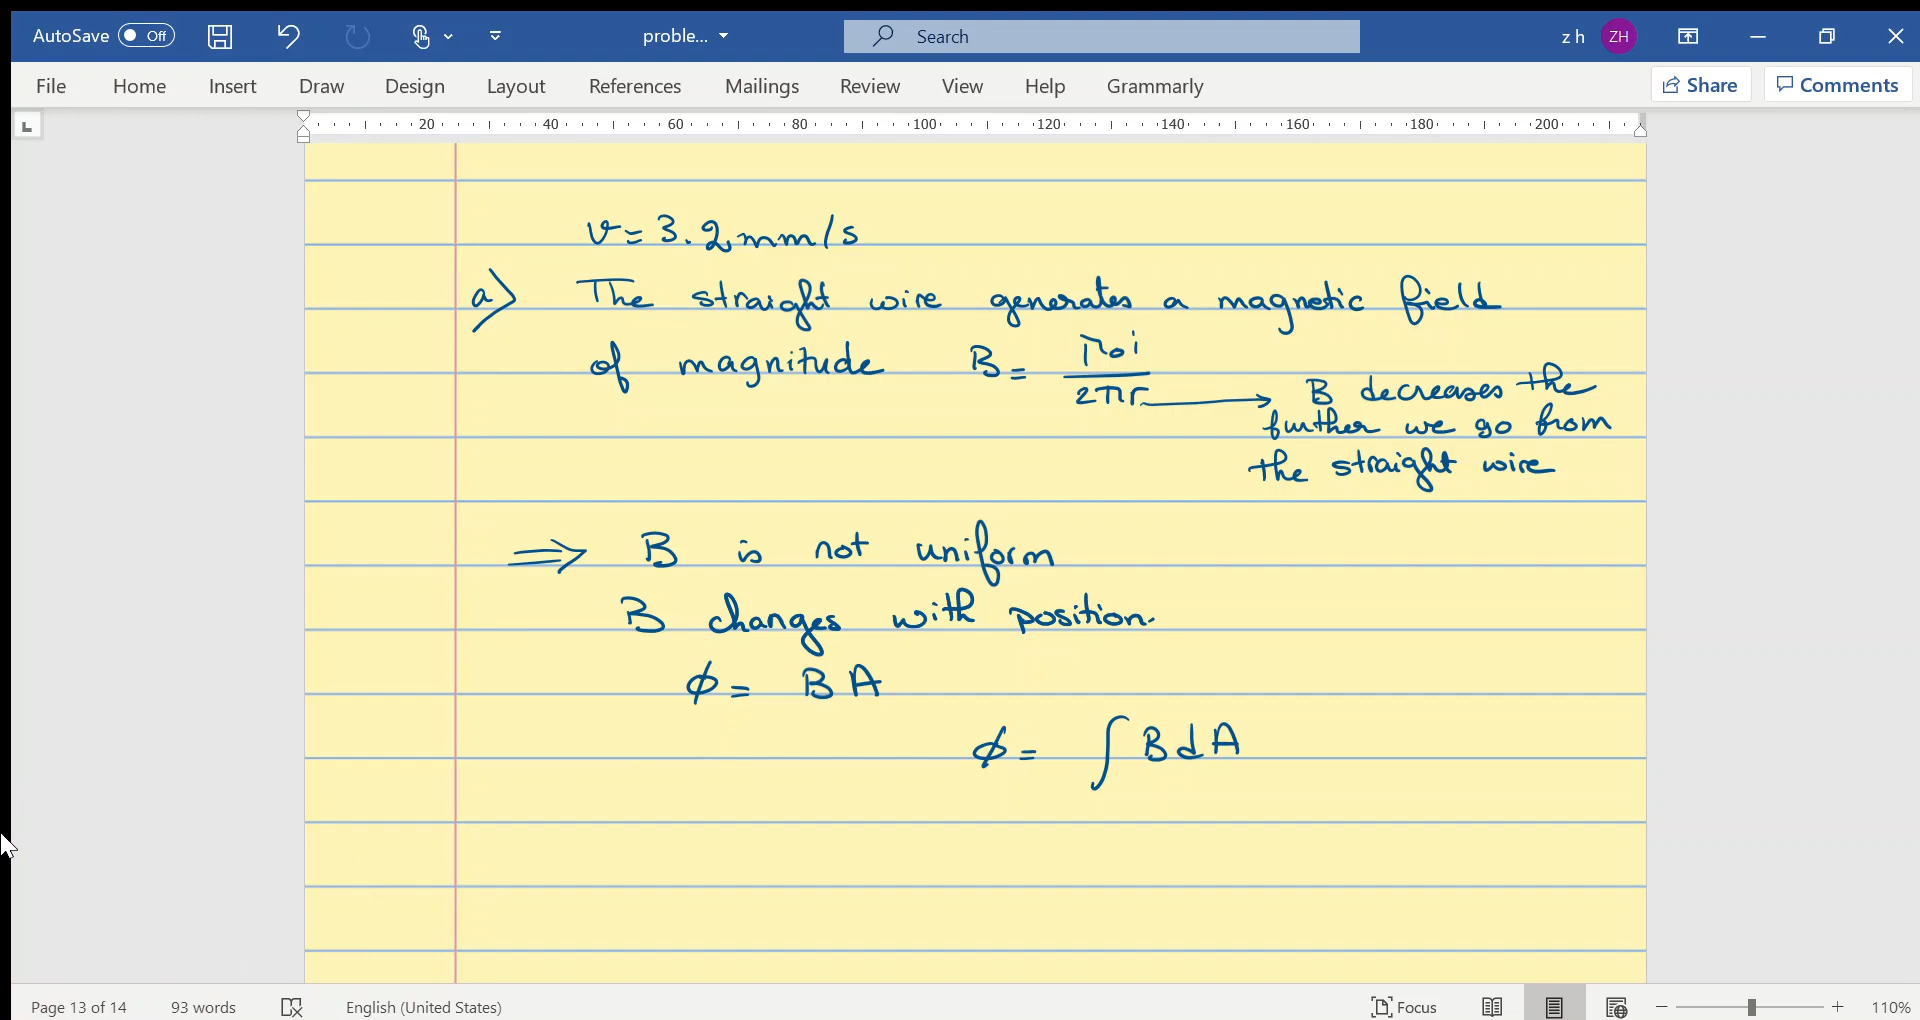 AutoSave Off proble... Search z h ZH
File Home Insert Draw Design Layout References Mailings Review View Help Grammarly Share Comments
20 40 60 80 100 120 140 160 180 200
v = 3.2 mm/s
a) The straight wire generates a magnetic field
of magnitude B = μ₀i / 2πr → B decreases the
further we go from
the straight wire
⇒ B is not uniform
B changes with position.
ϕ = BA
ϕ = ∫ B dA
Page 13 of 14 93 words English (United States) Focus 110%